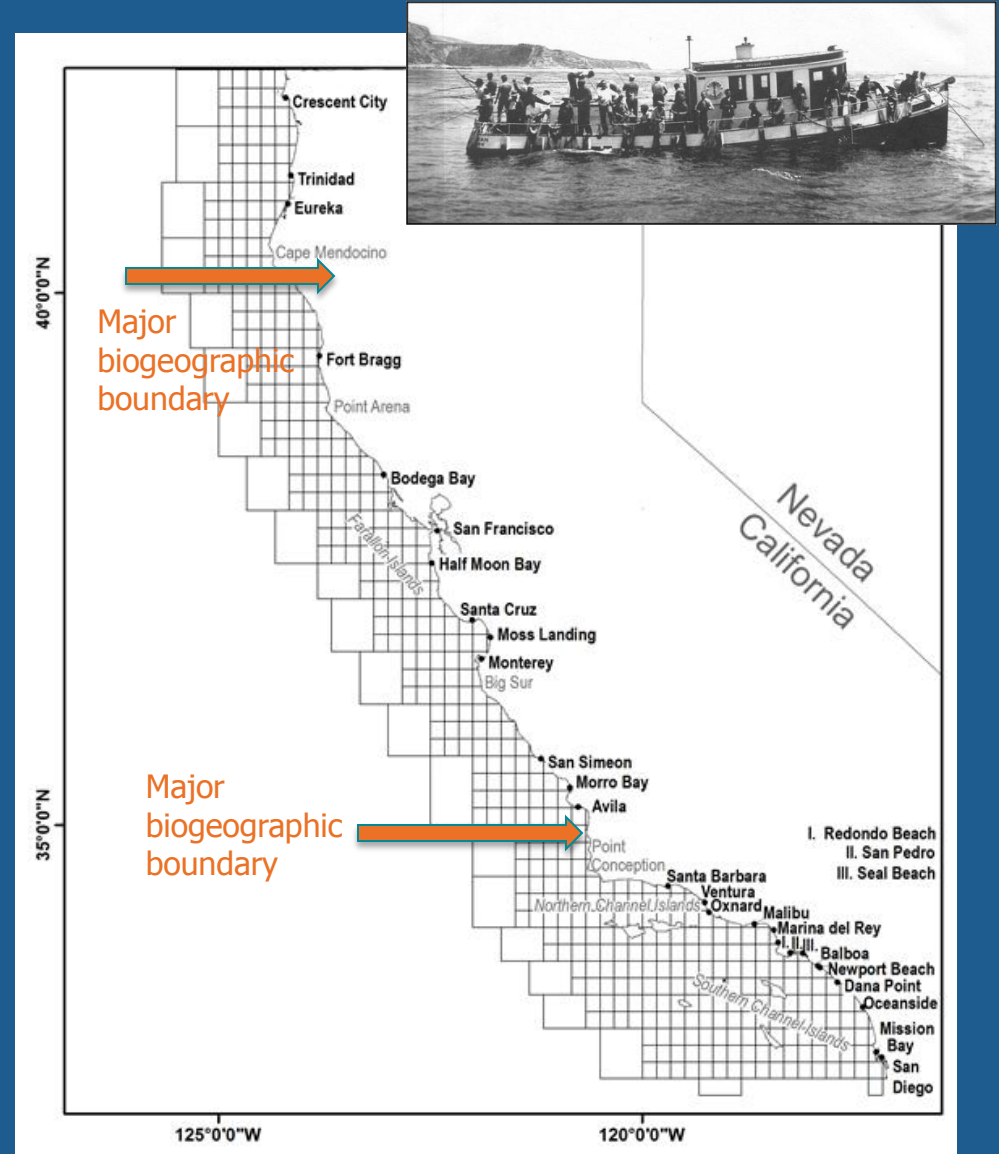 Crescent City
Trinidad
Eureka
Cape Mendocino
40°0'0"N
Major
biogeographic
boundary
Fort Bragg
Point Arena
Bodega Bay
San Francisco
Farallon Islands
Half Moon Bay
Nevada
California
Santa Cruz
Moss Landing
Monterey
Big Sur
San Simeon
Major
biogeographic
boundary
Morro Bay
Avila
35°0'0"N
I. Redondo Beach
II. San Pedro
III. Seal Beach
Point
Conception
Santa Barbara
Ventura
Northern Channel Islands
Oxnard
Malibu
Marina del Rey
I. II. III.
Balboa
Newport Beach
Dana Point
Southern Channel Islands
Oceanside
Mission
Bay
San
Diego
125°0'0"W
120°0'0"W